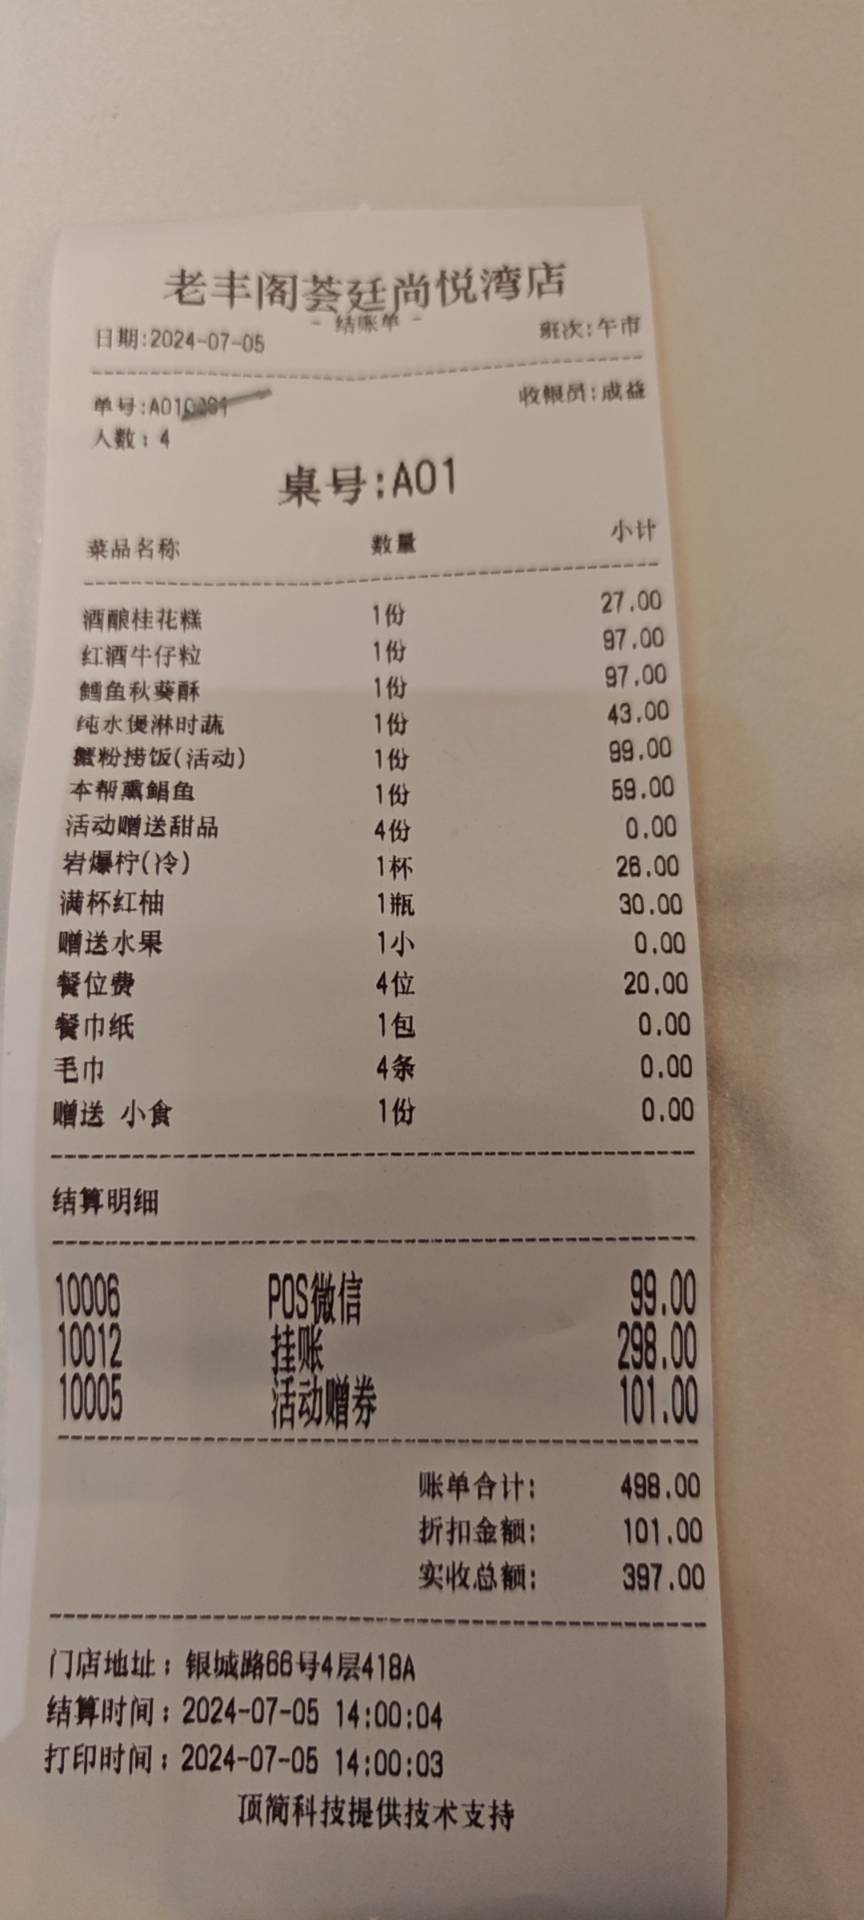 老丰阁荟廷尚悦湾店
- 结账单 -
日期:2024-07-05 班次:午市
单号:A010 收银员:成益
人数：4
桌号:A01
菜品名称 数量 小计
酒酿桂花糕 1份 27.00
红酒牛仔粒 1份 97.00
鳕鱼秋葵酥 1份 97.00
纯水煲淋时蔬 1份 43.00
蟹粉捞饭(活动) 1份 99.00
本帮熏鲳鱼 1份 59.00
活动赠送甜品 4份 0.00
岩爆柠(冷) 1杯 26.00
满杯红柚 1瓶 30.00
赠送水果 1小 0.00
餐位费 4位 20.00
餐巾纸 1包 0.00
毛巾 4条 0.00
赠送 小食 1份 0.00
结算明细
10006 POS微信 99.00
10012 挂账 298.00
10005 活动赠券 101.00
账单合计: 498.00
折扣金额: 101.00
实收总额: 397.00
门店地址：银城路66号4层418A
结算时间：2024-07-05 14:00:04
打印时间：2024-07-05 14:00:03
顶简科技提供技术支持